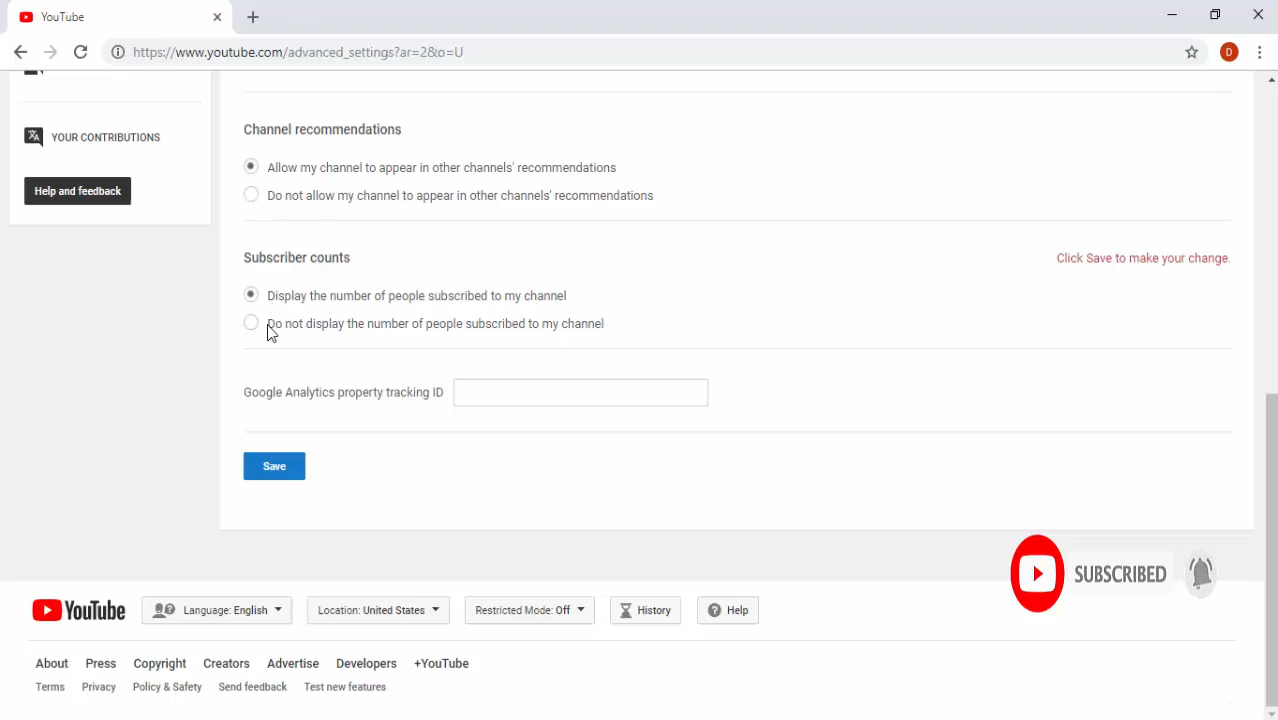 YouTube
https://www.youtube.com/advanced_settings?ar=2&o=U
D
YOUR CONTRIBUTIONS
Help and feedback
Channel recommendations
Allow my channel to appear in other channels' recommendations
Do not allow my channel to appear in other channels' recommendations
Subscriber counts
Click Save to make your change.
Display the number of people subscribed to my channel
Do not display the number of people subscribed to my channel
Google Analytics property tracking ID
Save
SUBSCRIBED
YouTube
Language: English
Location: United States
Restricted Mode: Off
History
Help
About Press Copyright Creators Advertise Developers +YouTube
Terms Privacy Policy & Safety Send feedback Test new features